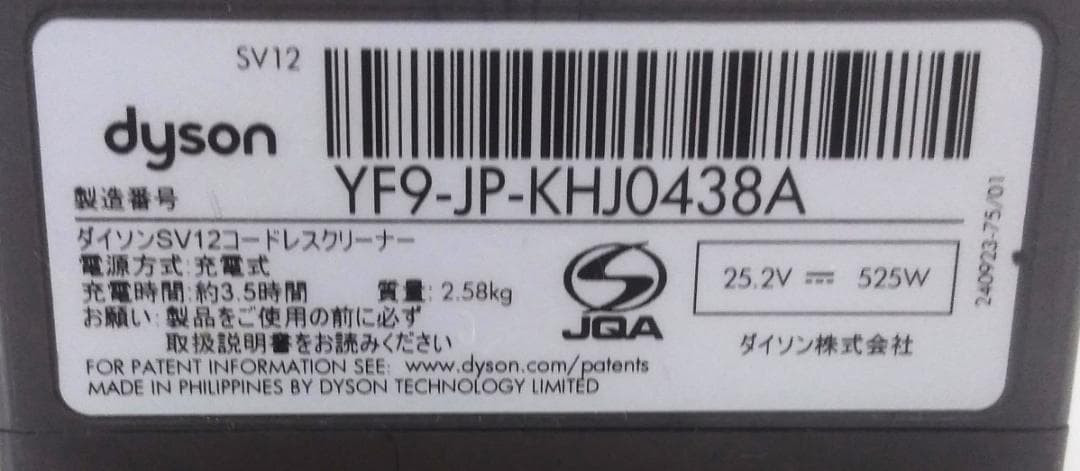 SV12
dyson
製造番号 YF9-JP-KHJ0438A
ダイソンSV12コードレスクリーナー
電源方式:充電式
充電時間:約3.5時間 質量: 2.58kg
お願い:製品をご使用の前に必ず
取扱説明書をお読みください
FOR PATENT INFORMATION SEE: www.dyson.com/patents
MADE IN PHILIPPINES BY DYSON TECHNOLOGY LIMITED
JQA
25.2V ⎓ 525W
ダイソン株式会社
240923-75/01